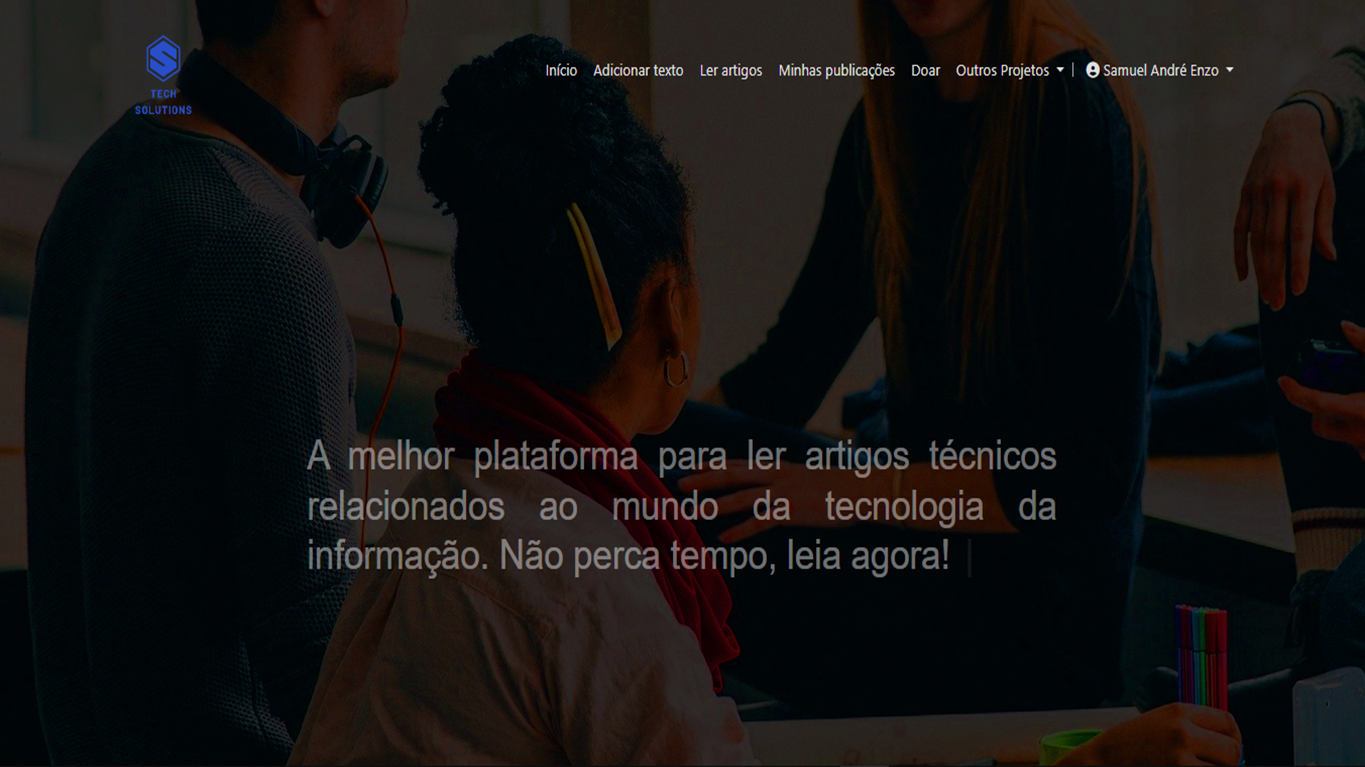 TECH
SOLUTIONS
Início Adicionar texto Ler artigos Minhas publicações Doar Outros Projetos | Samuel André Enzo
A melhor plataforma para ler artigos técnicos
relacionados ao mundo da tecnologia da
informação. Não perca tempo, leia agora! |